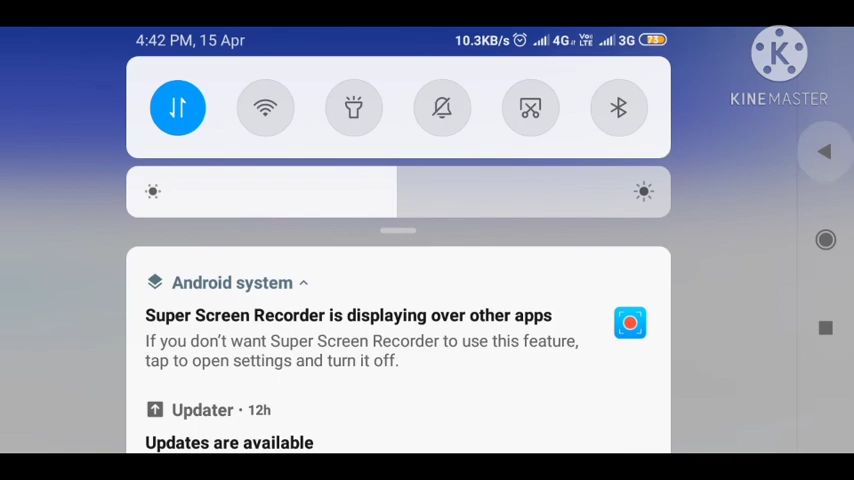 4:42 PM, 15 Apr 10.3KB/s 4G Vo) LTE 3G 73
KINEMASTER
Android system
Super Screen Recorder is displaying over other apps
If you don’t want Super Screen Recorder to use this feature,
tap to open settings and turn it off.
Updater · 12h
Updates are available